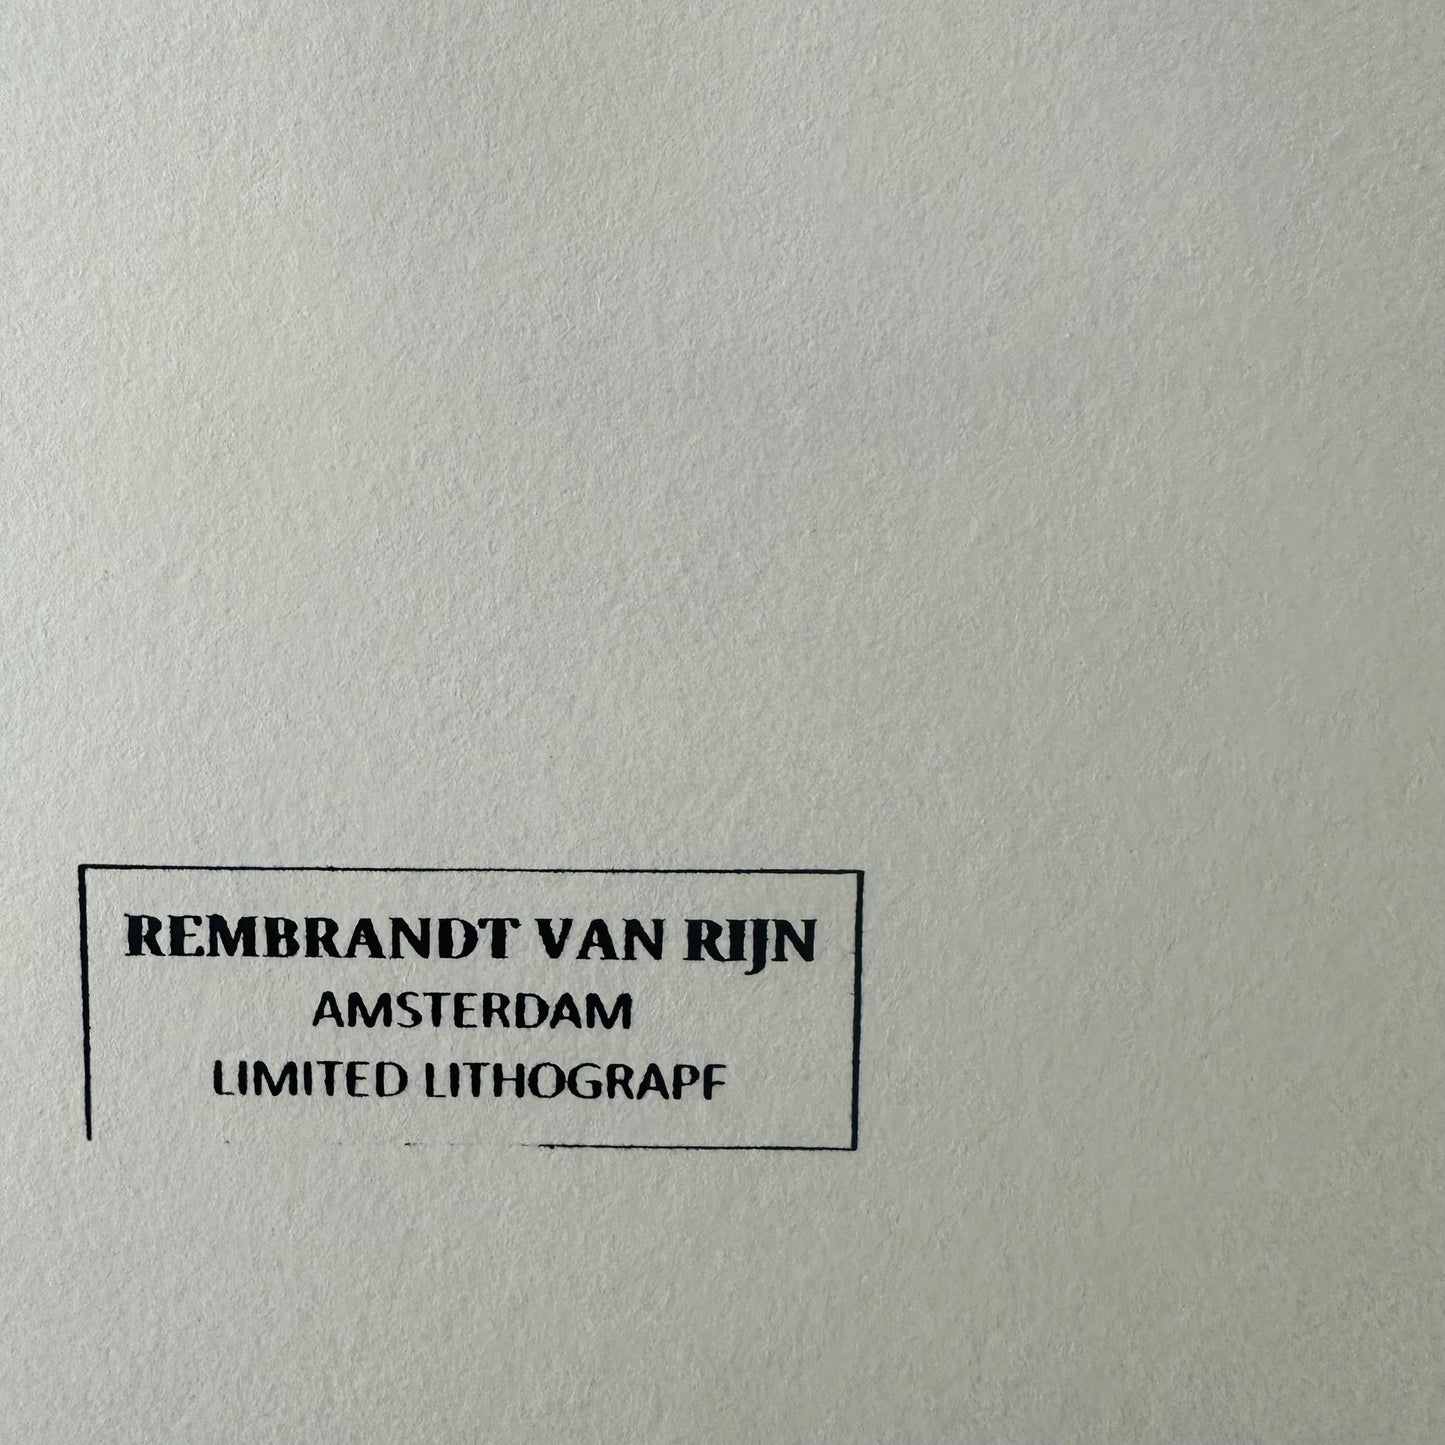 REMBRANDT VAN RIJN
AMSTERDAM
LIMITED LITHOGRAPF